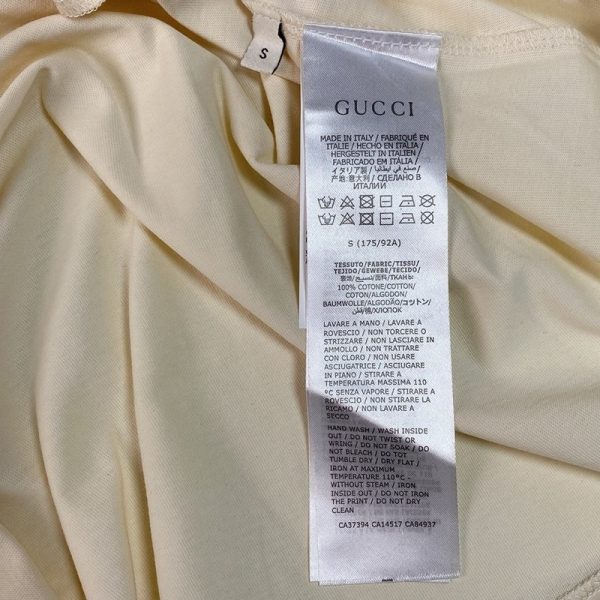 S
GUCCI
MADE IN ITALY / FABRIQUÉ EN
ITALIE / HECHO EN ITALIA /
HERGESTELLT IN ITALIEN /
FABRICADO EM ITÁLIA /
イタリア製 / صنع في ايطاليا /
产地:意大利 / СДЕЛАНО В
ИТАЛИИ
S (175/92A)
TESSUTO/FABRIC/TISSU/
TEJIDO/GEWEBE/TECIDO/
/面料/ТКАНЬ
100% COTONE/COTTON/
COTON/ALGODON/
BAUMWOLLE/ALGODÃO/コットン/
قطن/棉/ХЛОПОК
LAVARE A MANO / LAVARE A
ROVESCIO / NON TORCERE O
STRIZZARE / NON LASCIARE IN
AMMOLLO / NON TRATTARE
CON CLORO / NON USARE
ASCIUGATRICE / ASCIUGARE
IN PIANO / STIRARE A
TEMPERATURA MASSIMA 110
°C SENZA VAPORE / STIRARE A
ROVESCIO / NON STIRARE LA
RICAMO / NON LAVARE A
SECCO
HAND WASH / WASH INSIDE
OUT / DO NOT TWIST OR
WRING / DO NOT SOAK / DO
NOT BLEACH / DO TOT
TUMBLE DRY / DRY FLAT /
IRON AT MAXIMUM
TEMPERATURE 110°C -
WITHOUT STEAM / IRON
INSIDE OUT / DO NOT IRON
THE PRINT / DO NOT DRY
CLEAN
CA37394 CA14517 CA84937